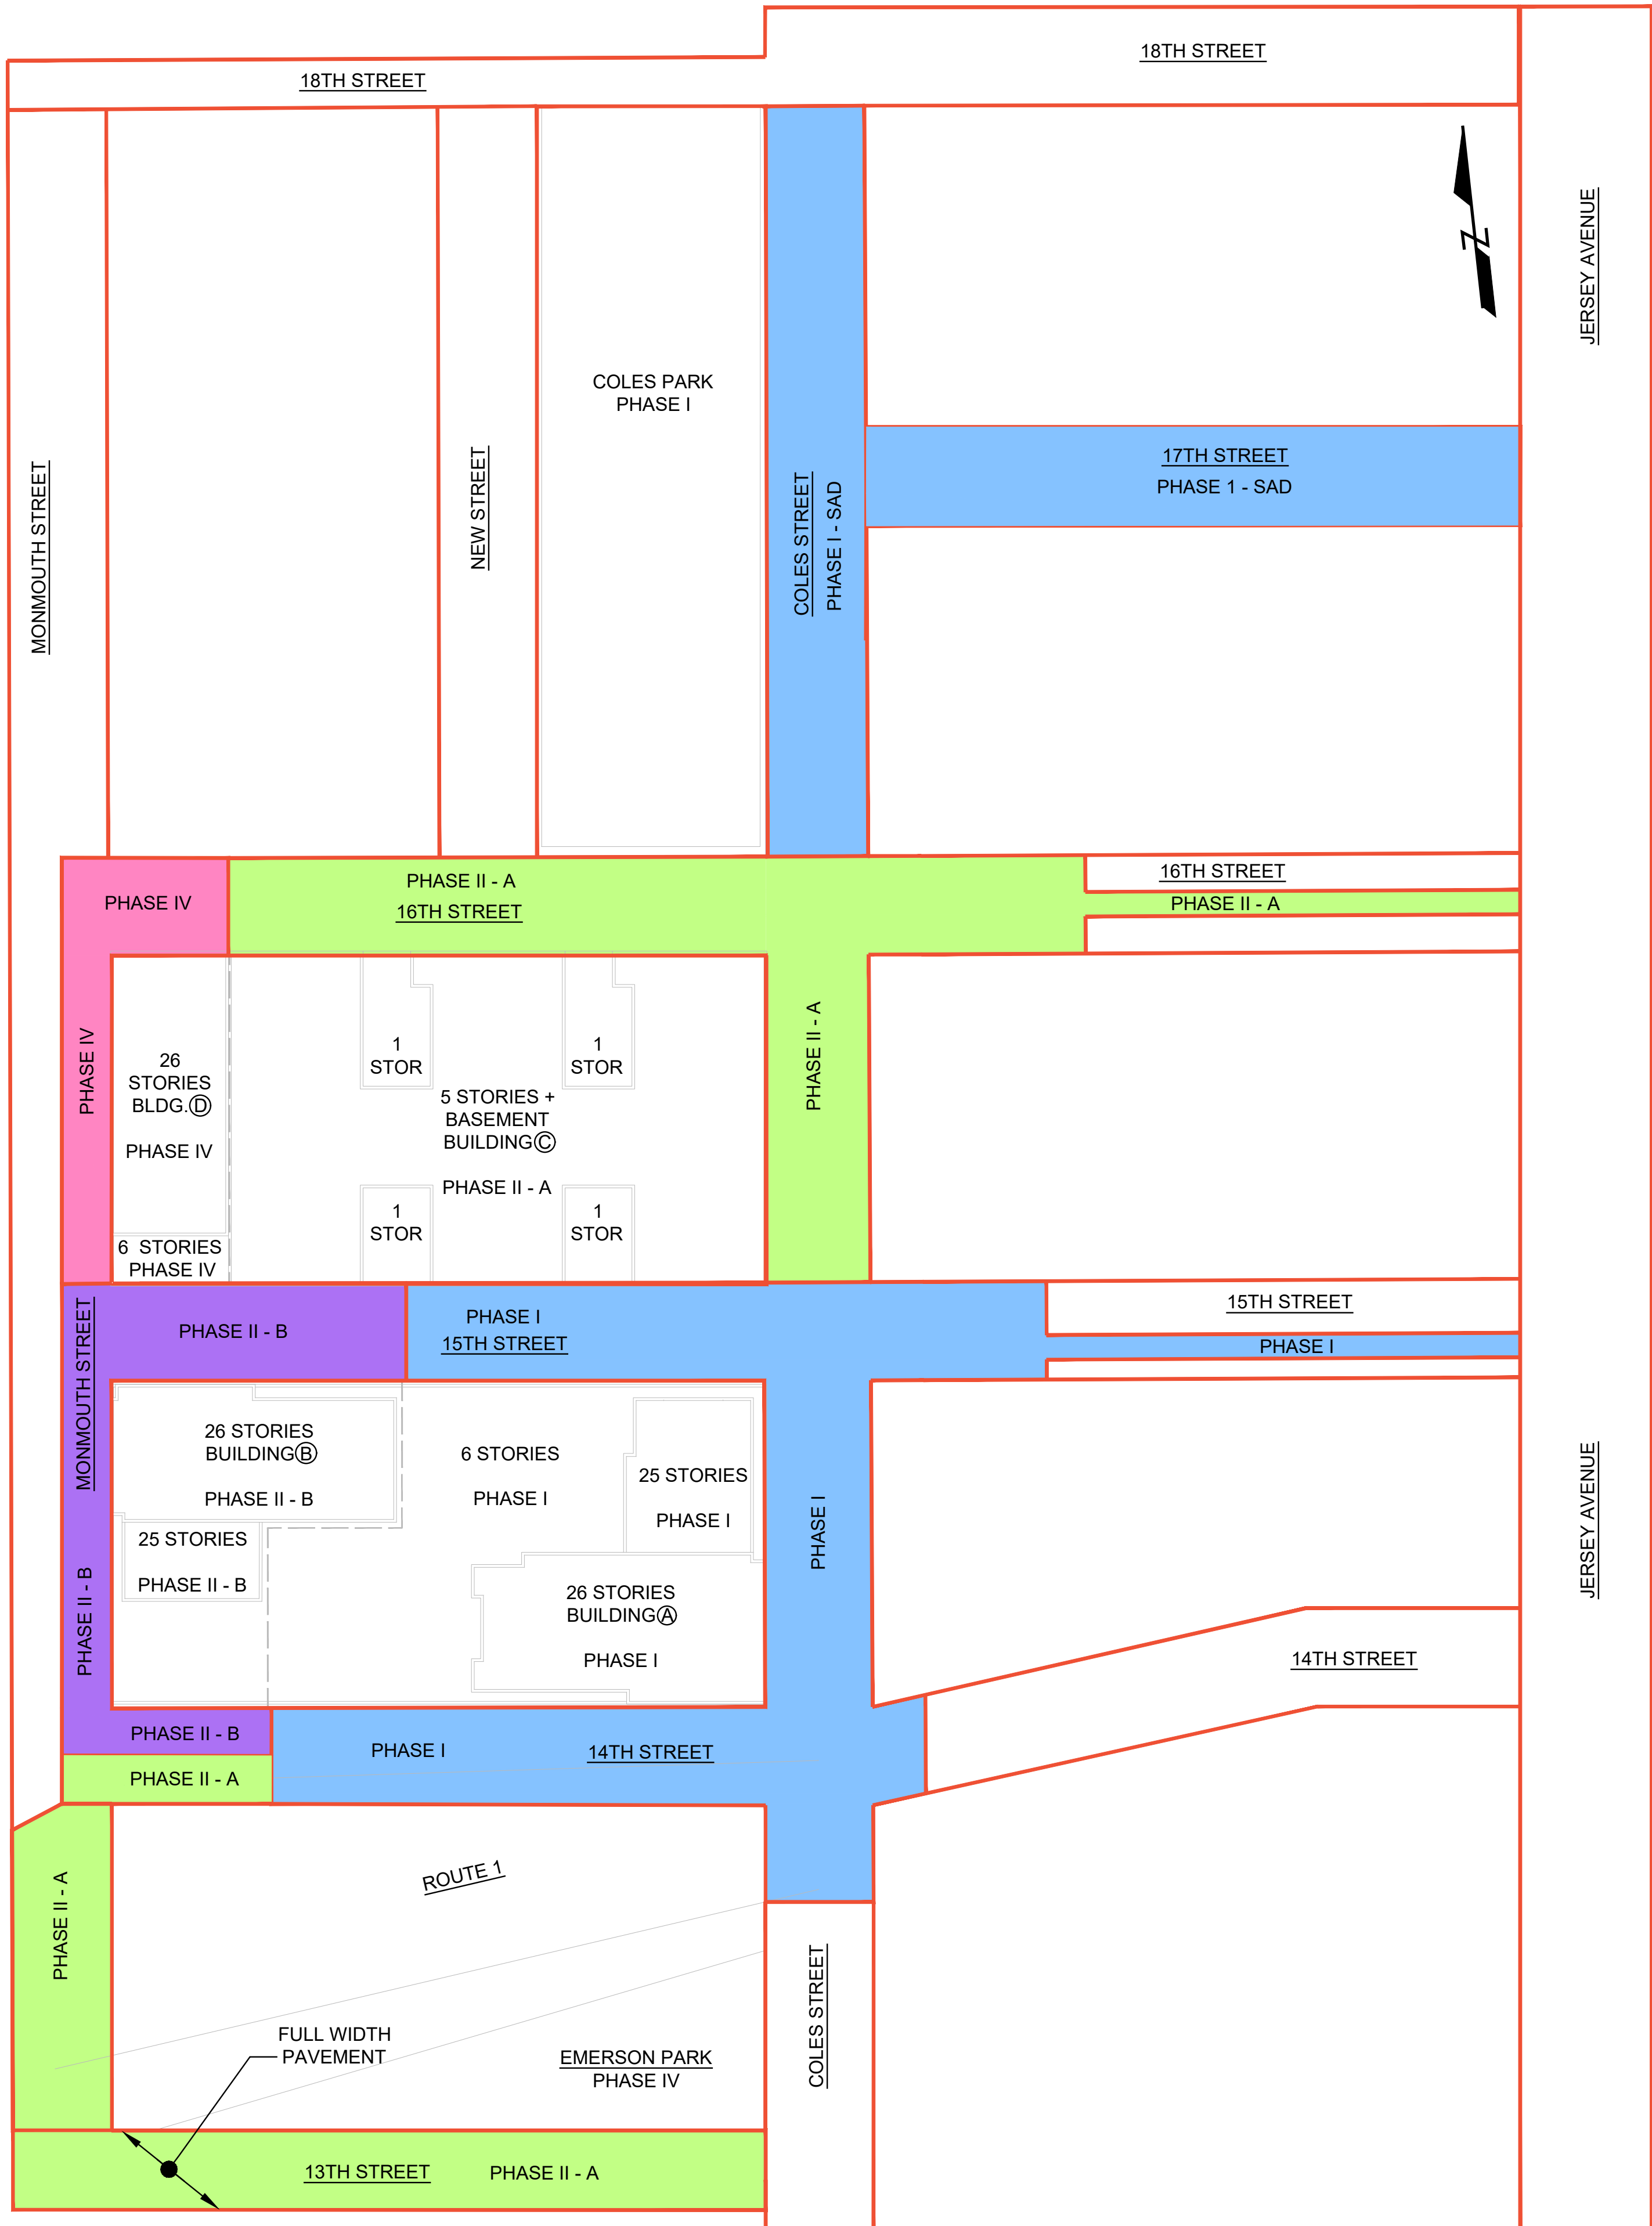 18TH STREET
18TH STREET
JERSEY AVENUE
Z
COLES PARK
PHASE I
MONMOUTH STREET
NEW STREET
COLES STREET
PHASE I - SAD
17TH STREET
PHASE 1 - SAD
PHASE IV
PHASE II - A
16TH STREET
16TH STREET
PHASE II - A
PHASE IV
26
STORIES
BLDG. D
PHASE IV
6 STORIES
PHASE IV
1
STOR
1
STOR
5 STORIES +
BASEMENT
BUILDING C
PHASE II - A
1
STOR
1
STOR
PHASE II - A
MONMOUTH STREET
PHASE II - B
PHASE I
15TH STREET
15TH STREET
PHASE I
26 STORIES
BUILDING B
PHASE II - B
25 STORIES
PHASE II - B
6 STORIES
PHASE I
25 STORIES
PHASE I
26 STORIES
BUILDING A
PHASE I
PHASE II - B
PHASE I
JERSEY AVENUE
14TH STREET
PHASE II - B
PHASE II - A
PHASE I
14TH STREET
PHASE II - A
ROUTE 1
COLES STREET
FULL WIDTH
PAVEMENT
EMERSON PARK
PHASE IV
13TH STREET
PHASE II - A